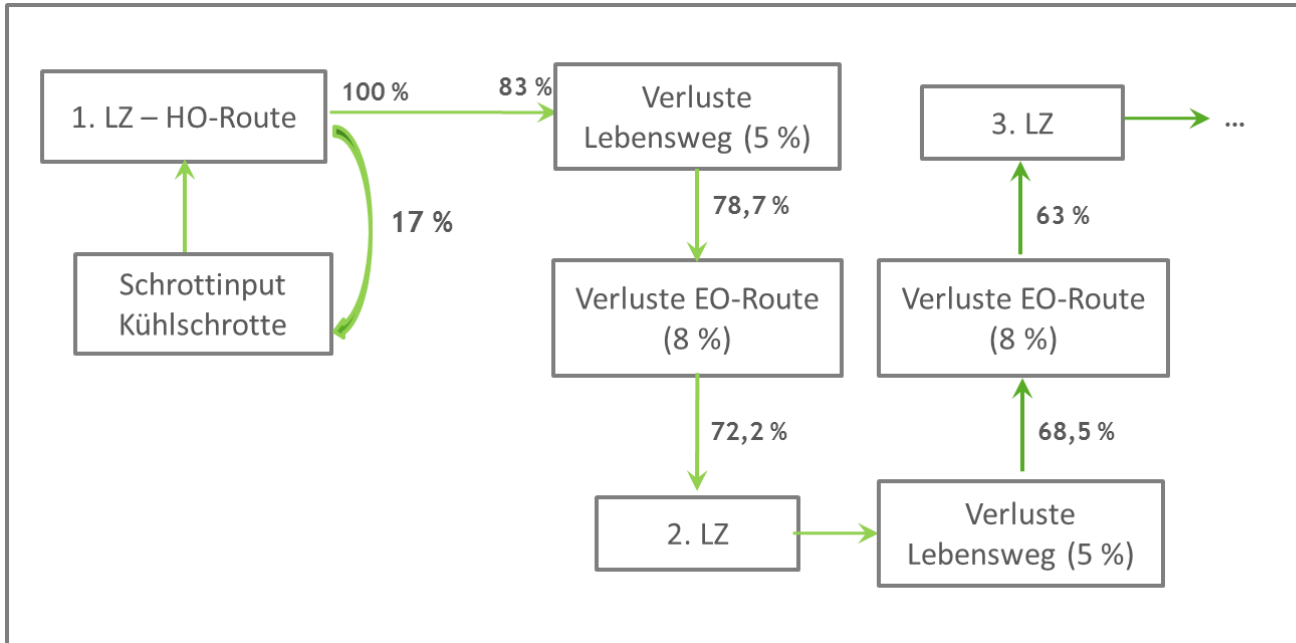 1. LZ – HO-Route
100 %
83 %
Verluste
Lebensweg (5 %)
3. LZ
...
17 %
78,7 %
63 %
Schrottinput
Kühlschrotte
Verluste EO-Route
(8 %)
Verluste EO-Route
(8 %)
72,2 %
68,5 %
2. LZ
Verluste
Lebensweg (5 %)